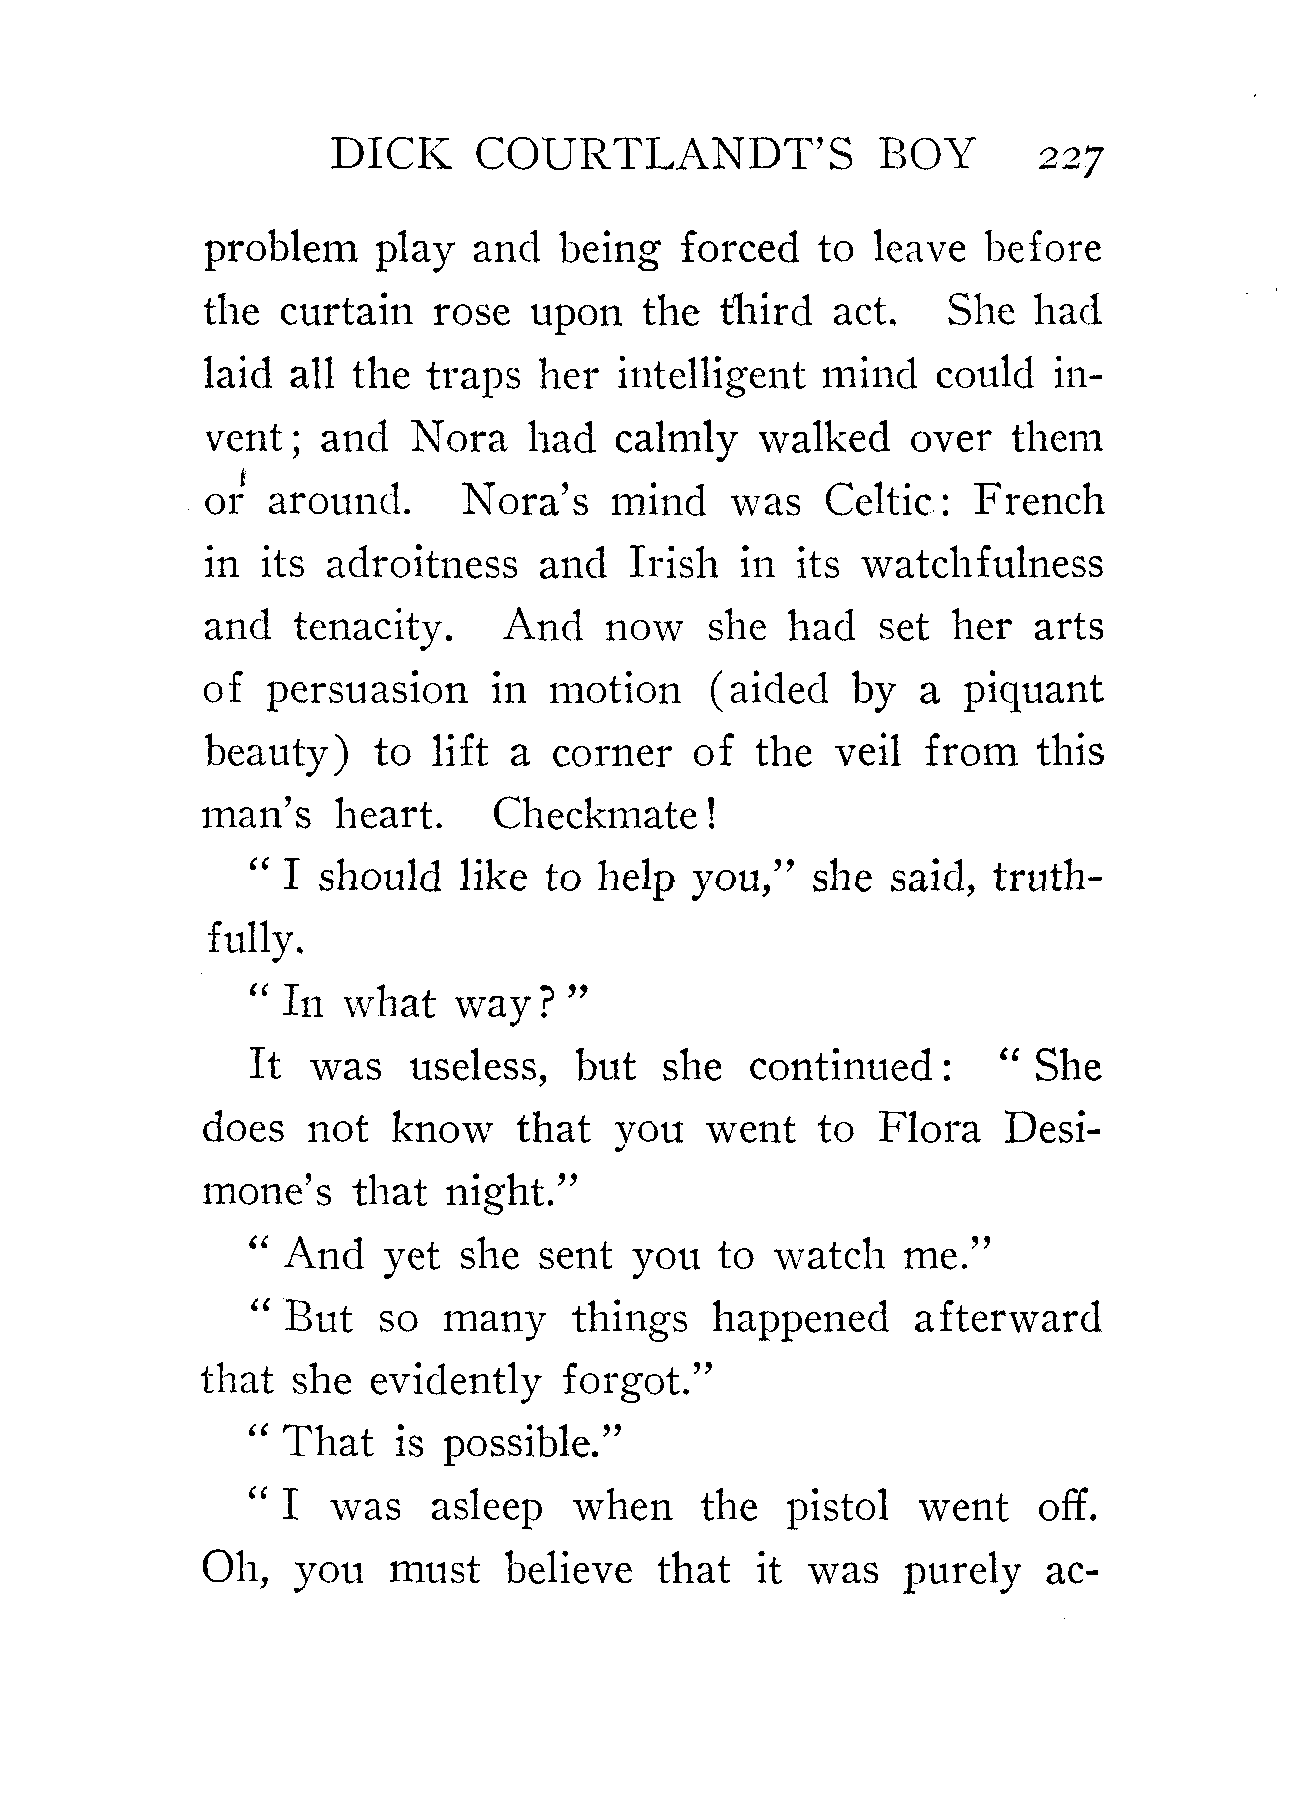 DICK COURTLANDT'S BOY 227
problem play and being forced to leave before
the curtain rose upon the third act. She had
laid all the traps her intelligent mind could in-
vent; and Nora had calmly walked over them
or around. Nora's mind was Celtic: French
in its adroitness and Irish in its watchfulness
and tenacity. And now she had set her arts
of persuasion in motion (aided by a piquant
beauty) to lift a corner of the veil from this
man's heart. Checkmate!
" I should like to help you," she said, truth-
fully.
" In what way? "
It was useless, but she continued: " She
does not know that you went to Flora Desi-
mone's that night."
" And yet she sent you to watch me."
" But so many things happened afterward
that she evidently forgot."
" That is possible."
" I was asleep when the pistol went off.
Oh, you must believe that it was purely ac-